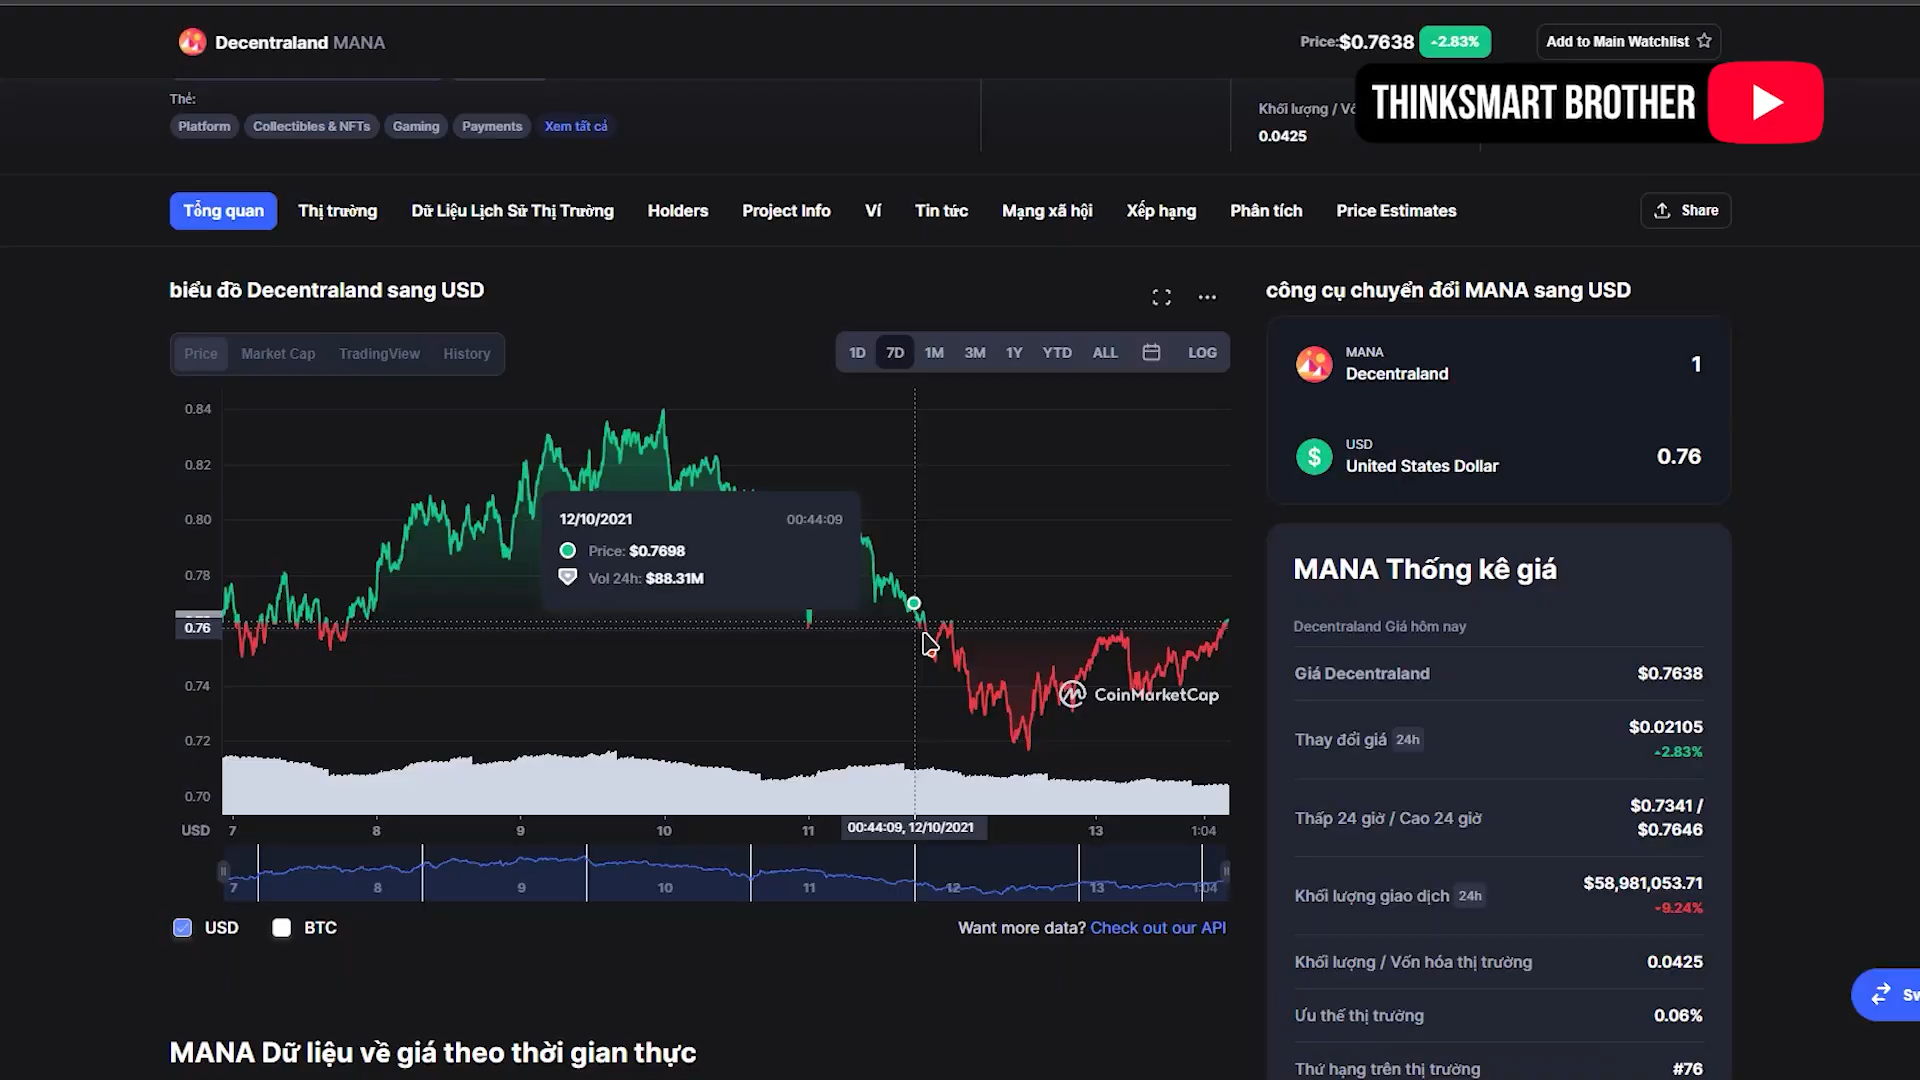 Decentraland MANA
Price:$0.7638
2.83%
Add to Main Watchlist
THINKSMART BROTHER
Thẻ:
Platform
Collectibles & NFTs
Gaming
Payments
Xem tất cả
Khối lượng /
0.0425
Tổng quan
Thị trường
Dữ Liệu Lịch Sử Thị Trường
Holders
Project Info
Ví
Tin tức
Mạng xã hội
Xếp hạng
Phân tích
Price Estimates
Share
biểu đồ Decentraland sang USD
Price
Market Cap
TradingView
History
1D
7D
1M
3M
1Y
YTD
ALL
LOG
0.84
0.82
0.80
0.78
0.76
0.74
0.72
0.70
12/10/2021 00:44:09
Price: $0.7698
Vol 24h: $88.31M
CoinMarketCap
USD
7
8
9
10
11
00:44:09, 12/10/2021
13
1:04
7
8
9
10
11
12
13
1:04
USD
BTC
Want more data? Check out our API
MANA Dữ liệu về giá theo thời gian thực
công cụ chuyển đổi MANA sang USD
MANA
Decentraland
1
USD
United States Dollar
0.76
MANA Thống kê giá
Decentraland Giá hôm nay
Giá Decentraland
$0.7638
Thay đổi giá 24h
$0.02105
2.83%
Thấp 24 giờ / Cao 24 giờ
$0.7341 /
$0.7646
Khối lượng giao dịch 24h
$58,981,053.71
9.24%
Khối lượng / Vốn hóa thị trường
0.0425
Ưu thế thị trường
0.06%
Thứ hạng trên thị trường
#76